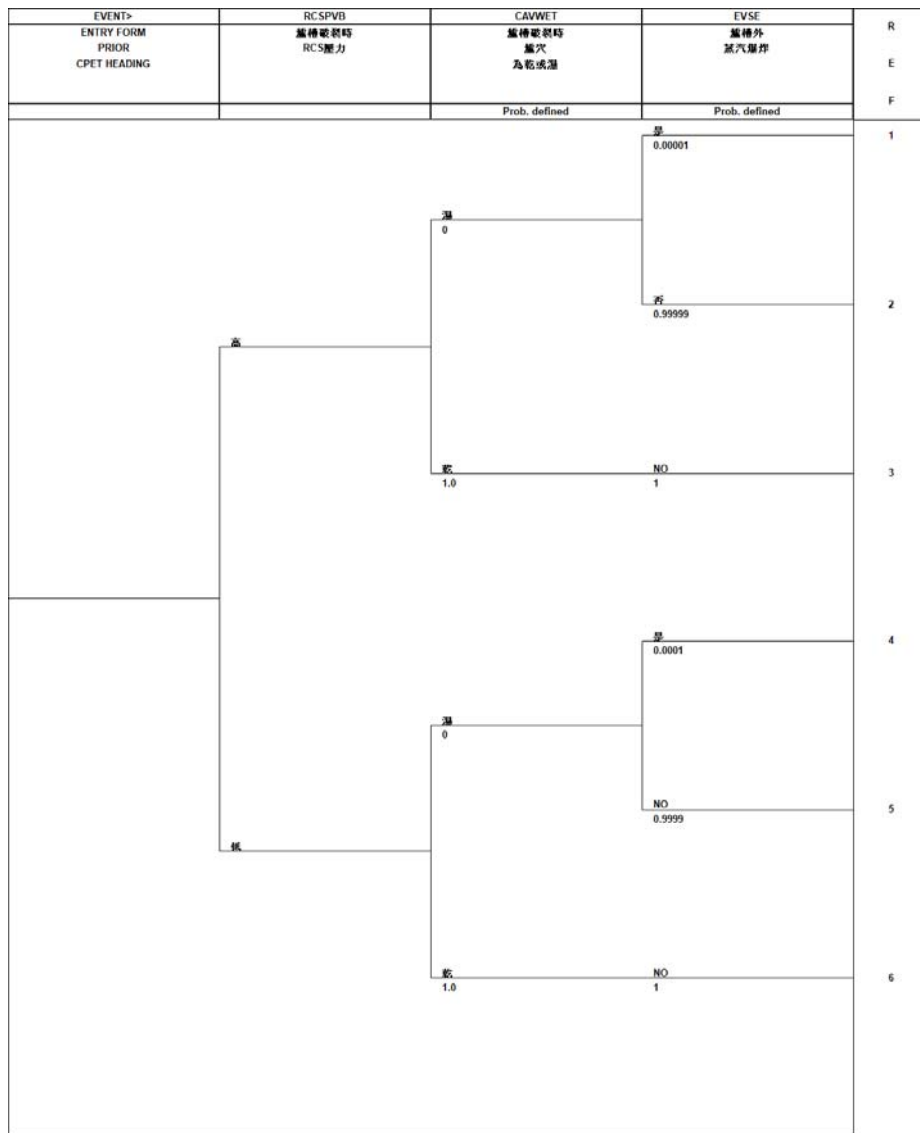 EVENT>
ENTRY FORM
PRIOR
CPET HEADING
RCSPVB
爐槽破裂時
RCS壓力
CAVWET
爐槽破裂時
爐穴
為乾或濕
Prob. defined
EVSE
爐槽外
蒸汽爆炸
Prob. defined
R
E
F
是
0.00001
1
濕
0
否
0.99999
2
高
乾
1.0
NO
1
3
是
0.0001
4
濕
0
NO
0.9999
5
低
乾
1.0
NO
1
6